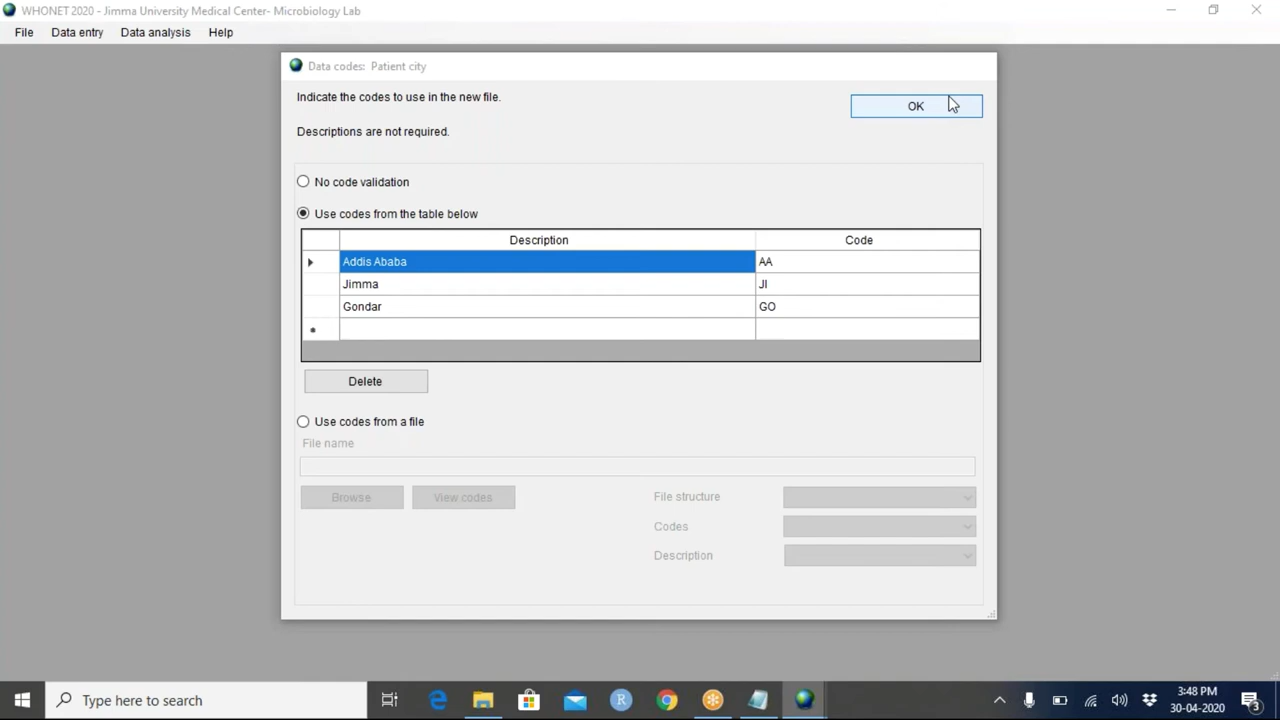 WHONET 2020 - Jimma University Medical Center- Microbiology Lab
File Data entry Data analysis Help
Data codes: Patient city
Indicate the codes to use in the new file.
OK
Descriptions are not required.
No code validation
Use codes from the table below
Description Code
Addis Ababa AA
Jimma JI
Gondar GO
Delete
Use codes from a file
File name
Browse View codes File structure
Codes
Description
Type here to search
3:48 PM
30-04-2020
3